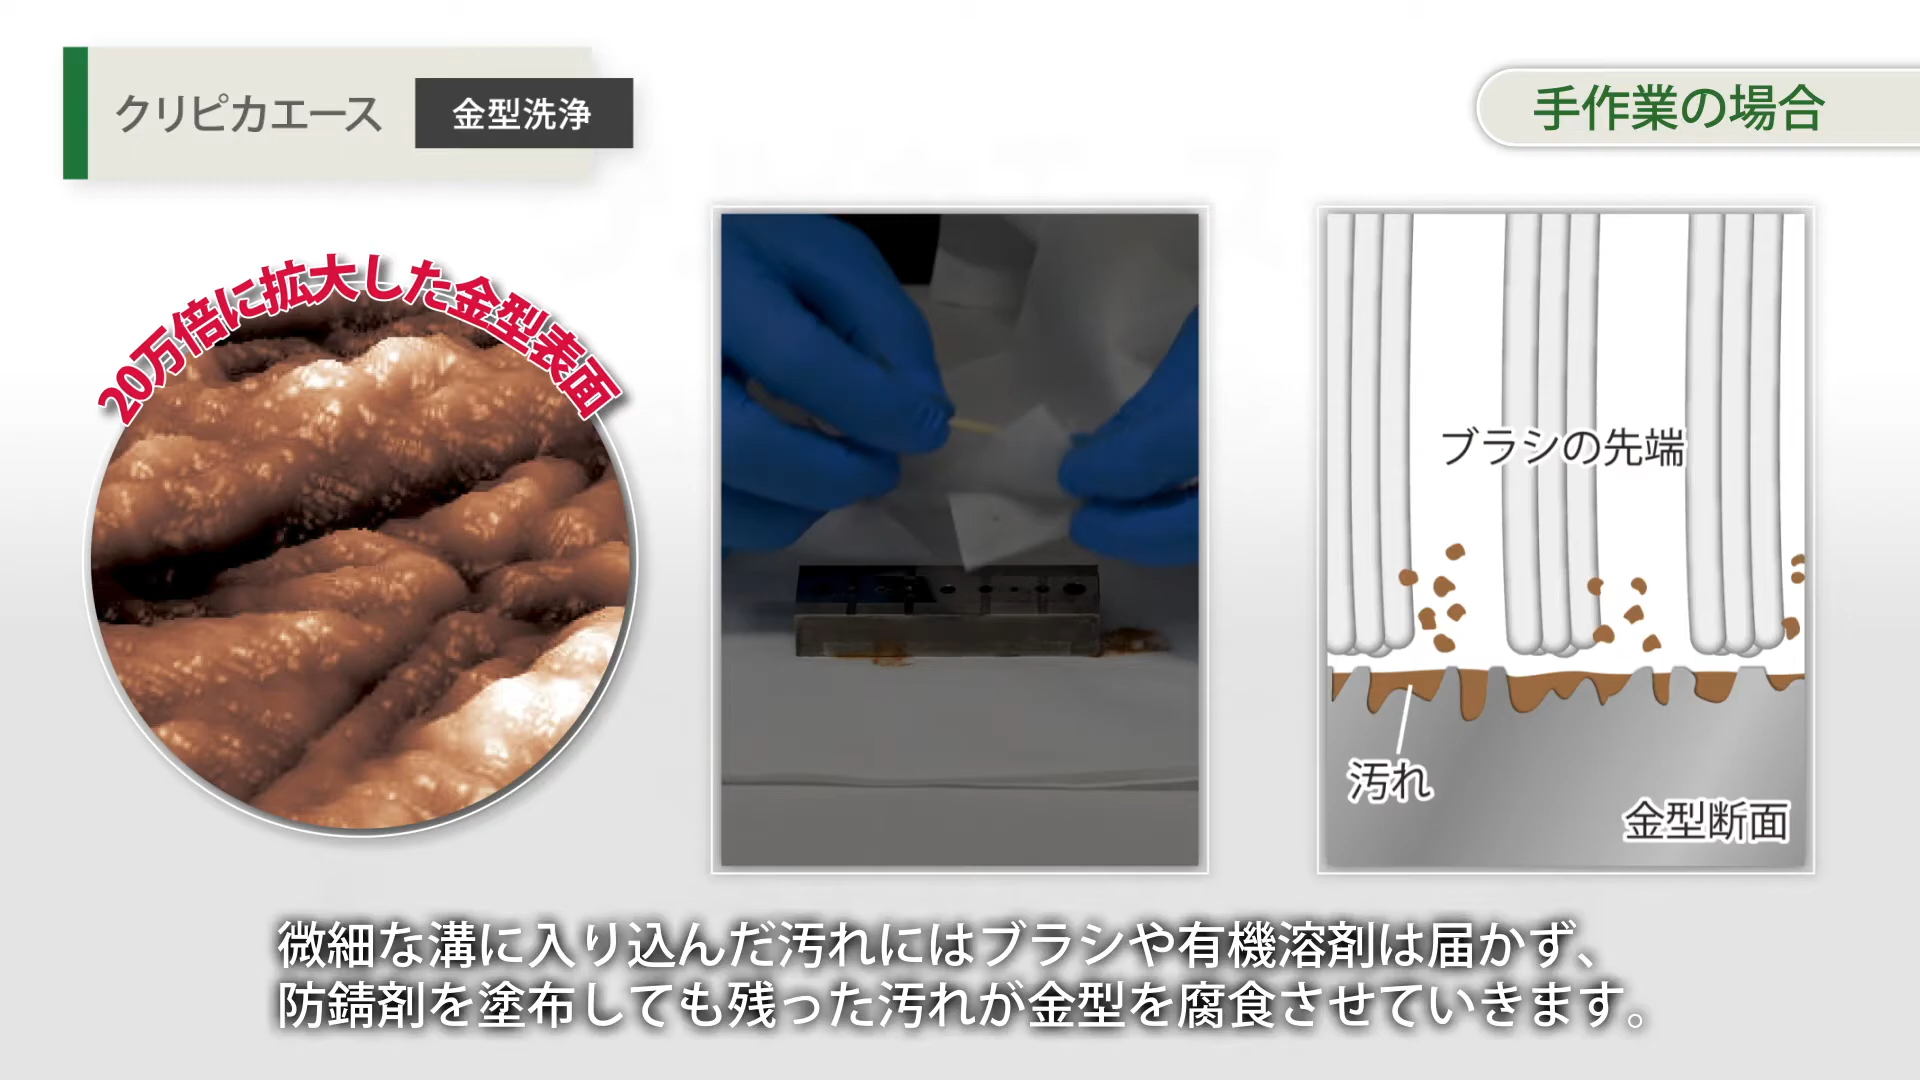 クリピカエース
金型洗浄
手作業の場合
20万倍に拡大した金型表面
ブラシの先端
汚れ
金型断面
微細な溝に入り込んだ汚れにはブラシや有機溶剤は届かず、
防錆剤を塗布しても残った汚れが金型を腐食させていきます。